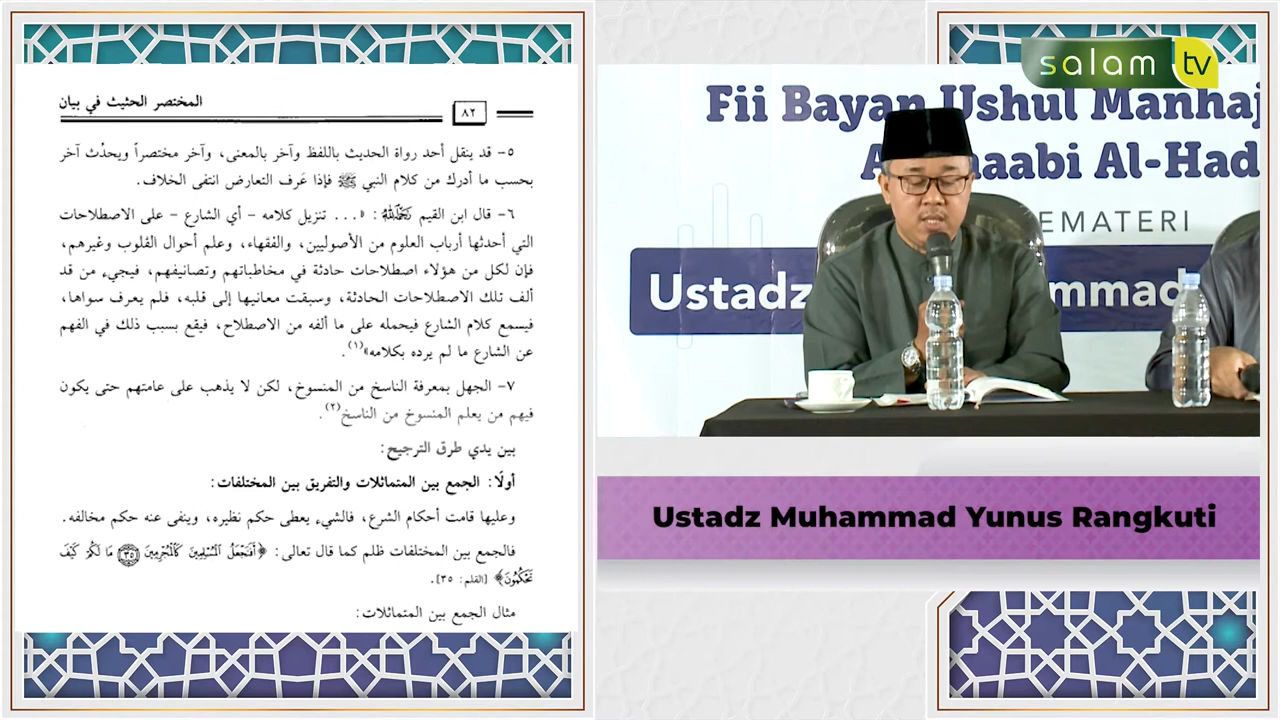 المختصر الحثيث في بيان
٨٢
٥- قد ينقل أحد رواة الحديث باللفظ وآخر بالمعنى، وآخر مختصراً ويحدِّث آخر
بحسب ما أدرك من كلام النبي ﷺ فإذا عَرف التعارض انتفى الخلاف.
٦- قال ابن القيم رَحِمَهُ ٱللَّهُ: «... تنزيل كلامه - أي الشارع - على الاصطلاحات
التي أحدثها أرباب العلوم من الأصوليين، والفقهاء، وعلم أحوال القلوب وغيرهم،
فإن لكل من هؤلاء اصطلاحات حادثة في مخاطباتهم وتصانيفهم، فيجيء من قد
ألف تلك الاصطلاحات الحادثة، وسبقت معانيها إلى قلبه، فلم يعرف سواها،
فيسمع كلام الشارع فيحمله على ما ألفه من الاصطلاح، فيقع بسبب ذلك في الفهم
عن الشارع ما لم يرده بكلامه»(١).
٧- الجهل بمعرفة الناسخ من المنسوخ، لكن لا يذهب على عامتهم حتى يكون
فيهم من يعلم المنسوخ من الناسخ(٢).
بين يدي طرق الترجيح:
أولًا: الجمع بين المتماثلات والتفريق بين المختلفات:
وعليها قامت أحكام الشرع، فالشيء يعطى حكم نظيره، وينفى عنه حكم مخالفه.
فالجمع بين المختلفات ظلم كما قال تعالى: ﴿أَفَنَجْعَلُ ٱلْمُسْلِمِينَ كَٱلْمُجْرِمِينَ ٣٥ مَا لَكُمْ كَيْفَ
تَحْكُمُونَ﴾ [القلم: ٣٥].
مثال الجمع بين المتماثلات:
salam tv
Fii Bayan Ushul Manhaj
Al-Had
EMATERI
Ustadz
Ustadz Muhammad Yunus Rangkuti